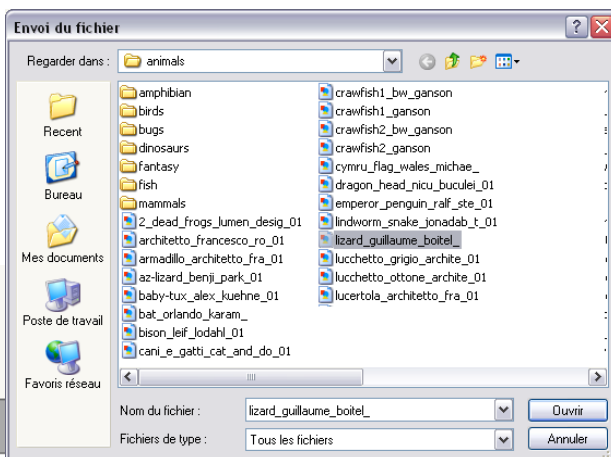 Envoi du fichier
Regarder dans :
animals
Recent
Bureau
Mes documents
Poste de travail
Favoris réseau
amphibian
birds
bugs
dinosaurs
fantasy
fish
mammals
2_dead_frogs_lumen_desig_01
architetto_francesco_ro_01
armadillo_architetto_fra_01
az-lizard_benji_park_01
baby-tux_alex_kuehne_01
bat_orlando_karam_
bison_leif_lodahl_01
cani_e_gatti_cat_and_do_01
crawfish1_bw_ganson
crawfish1_ganson
crawfish2_bw_ganson
crawfish2_ganson
cymru_flag_wales_michae_
dragon_head_nicu_buculei_01
emperor_penguin_ralf_ste_01
lindworm_snake_jonadab_t_01
lizard_guillaume_boitel_
lucchetto_grigio_archite_01
lucchetto_ottone_archite_01
lucertola_architetto_fra_01
Nom du fichier :
lizard_guillaume_boitel_
Ouvrir
Fichiers de type :
Tous les fichiers
Annuler